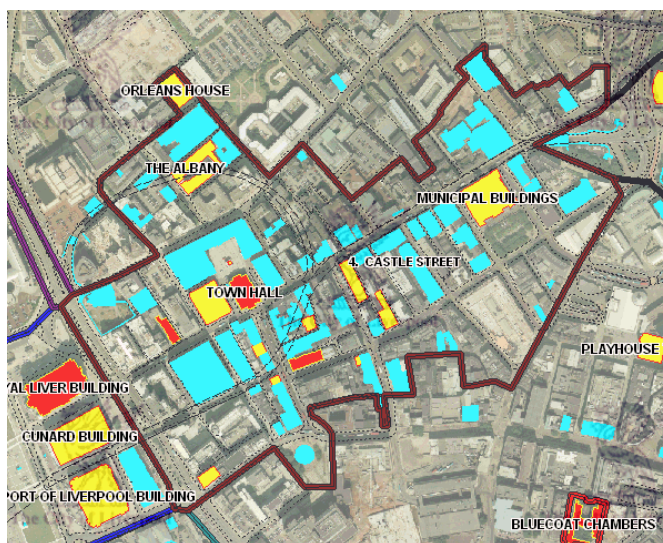 ORLEANS HOUSE
THE ALBANY
MUNICIPAL BUILDINGS
4. CASTLE STREET
TOWN HALL
PLAYHOUSE
YAL LIVER BUILDING
CUNARD BUILDING
PORT OF LIVERPOOL BUILDING
BLUECOAT CHAMBERS